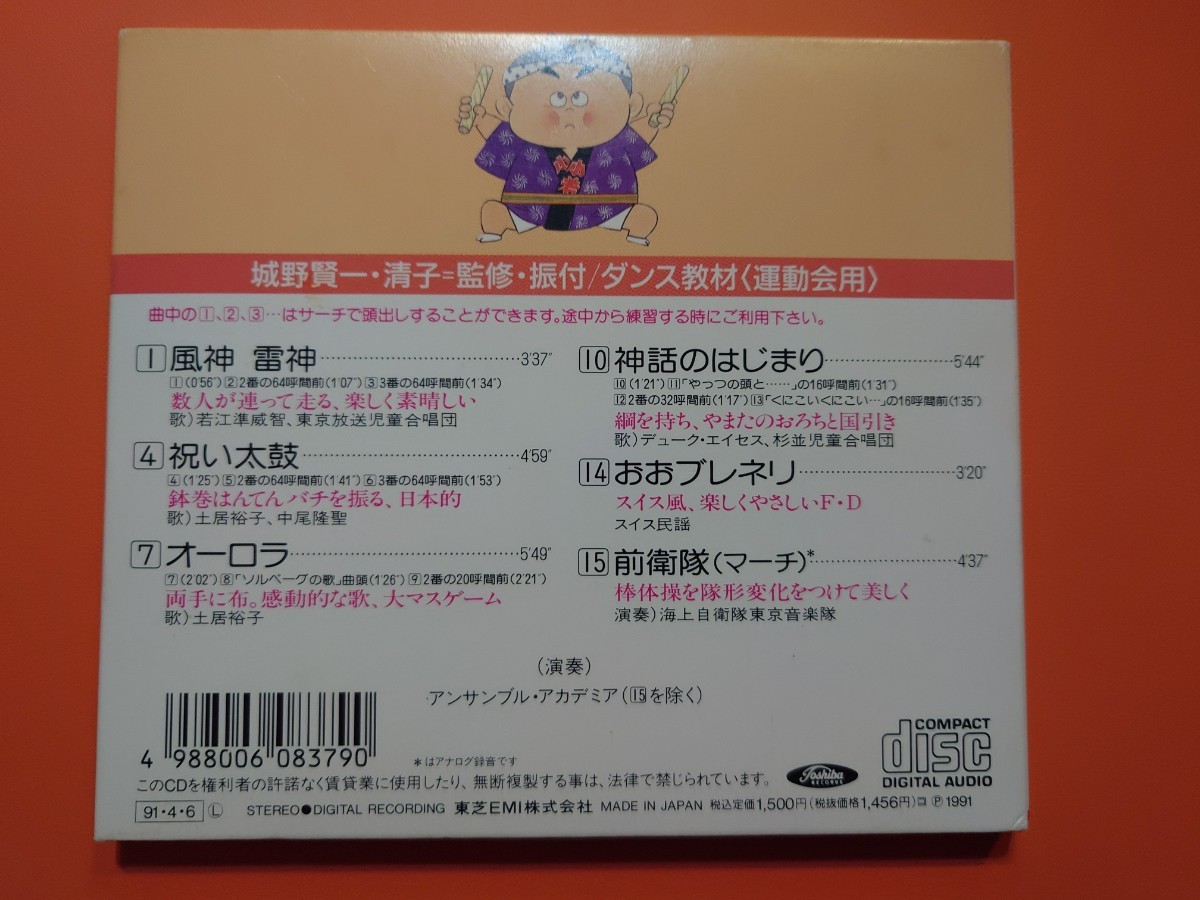 城野賢一・清子=監修・振付/ダンス教材〈運動会用〉
曲中の①、②、③…はサーチで頭出しすることができます。途中から練習する時にご利用下さい。
1 風神 雷神……………………………3'37"
①(0'56")②2番の64呼間前(1'07")③3番の64呼間前(1'34")
数人が連って走る、楽しく素晴しい
歌)若江準威智、東京放送児童合唱団
4 祝い太鼓……………………………4'59"
④(1'25")⑤2番の64呼間前(1'41")⑥3番の64呼間前(1'53")
鉢巻はんてん バチを振る、日本的
歌)土居裕子、中尾隆聖
7 オーロラ……………………………5'49"
⑦(2'02")⑧「ソルベーグの歌」曲頭(1'26")⑨2番の20呼間前(2'21")
両手に布。感動的な歌、大マスゲーム
歌)土居裕子
10 神話のはじまり…………………5'44"
⑩(1'21")⑪「やっつの頭と……」の16呼間前(1'31")
⑫2番の32呼間前(1'17")⑬「くにこいくにこい…」の16呼間前(1'35")
綱を持ち、やまたのおろちと国引き
歌)デューク・エイセス、杉並児童合唱団
14 おおブレネリ……………………3'20"
スイス風、楽しくやさしいF・D
スイス民謡
15 前衛隊(マーチ)*…………………4'37"
棒体操を隊形変化をつけて美しく
演奏)海上自衛隊東京音楽隊
(演奏)
アンサンブル・アカデミア(⑮を除く)
4 988006 083790
*はアナログ録音です
COMPACT
disc
DIGITAL AUDIO
このCDを権利者の許諾なく賃貸業に使用したり、無断複製する事は、法律で禁じられています。
Toshiba
RECORDS
91・4・6 Ⓛ STEREO●DIGITAL RECORDING 東芝EMI株式会社 MADE IN JAPAN 税込定価1,500円(税抜価格1,456円) Ⓟ1991